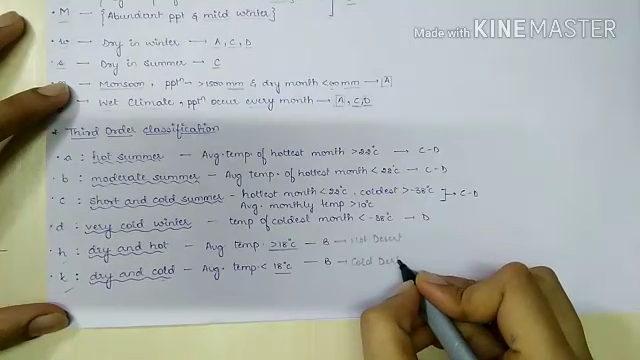 Made with KINEMASTER
• M — {Abundant ppt & mild winter}
• w — Dry in winter → A, C, D
• s — Dry in summer → C
— Monsoon, pptn → >1500 mm & dry month <60 mm → A
— Wet Climate, pptn occur every month → A, C, D
* Third Order classification
• a : hot summer — Avg. temp. of hottest month >22°C → C-D
• b : moderate summer — Avg temp of hottest month < 22°C → C-D
• c : short and cold summer - hottest month < 22°C, coldest > -38°C
Avg. monthly temp >10°C → C-D
• d : very cold winter — temp of coldest month < -38°C → D
• h : dry and hot — Avg temp. >18°C — B → Hot Desert
• k : dry and cold — Avg. temp. < 18°C — B → Cold Des